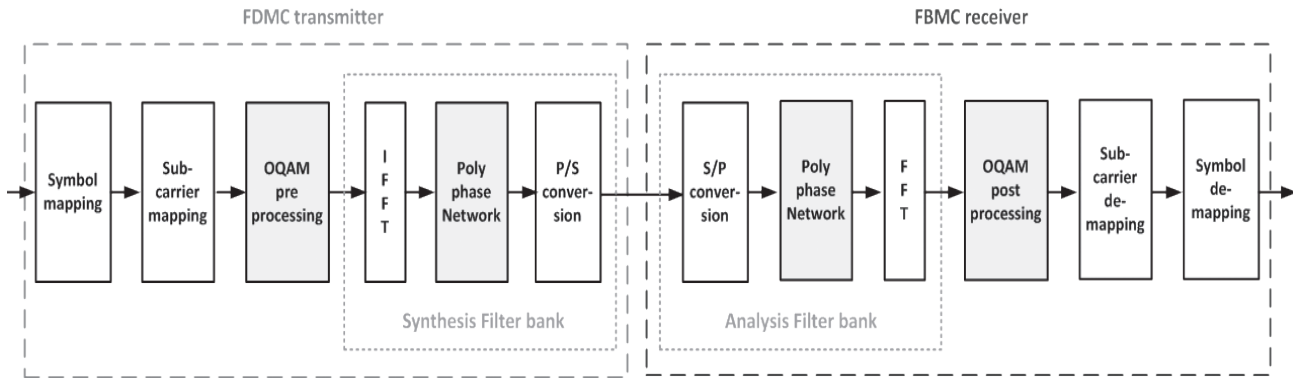 FDMC transmitter
FBMC receiver
Symbol
mapping
Sub-
carrier
mapping
OQAM
pre
processing
I
F
F
T
Poly
phase
Network
P/S
conver-
sion
S/P
conver-
sion
Poly
phase
Network
F
F
T
OQAM
post
processing
Sub-
carrier
de-
mapping
Symbol
de-
mapping
Synthesis Filter bank
Analysis Filter bank